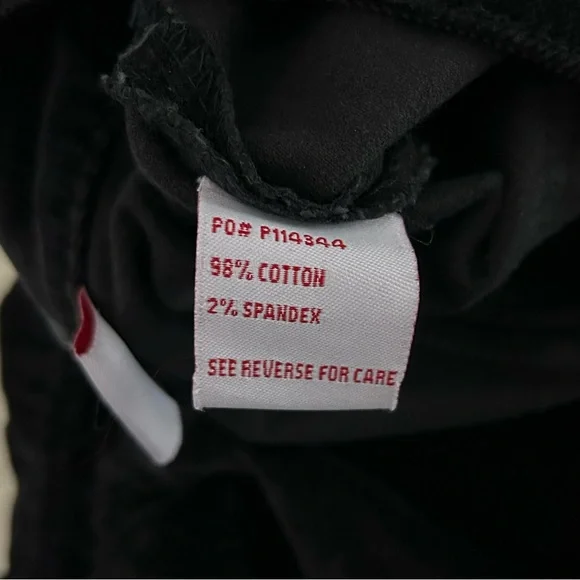 PO# P114344
98% COTTON
2% SPANDEX
SEE REVERSE FOR CARE